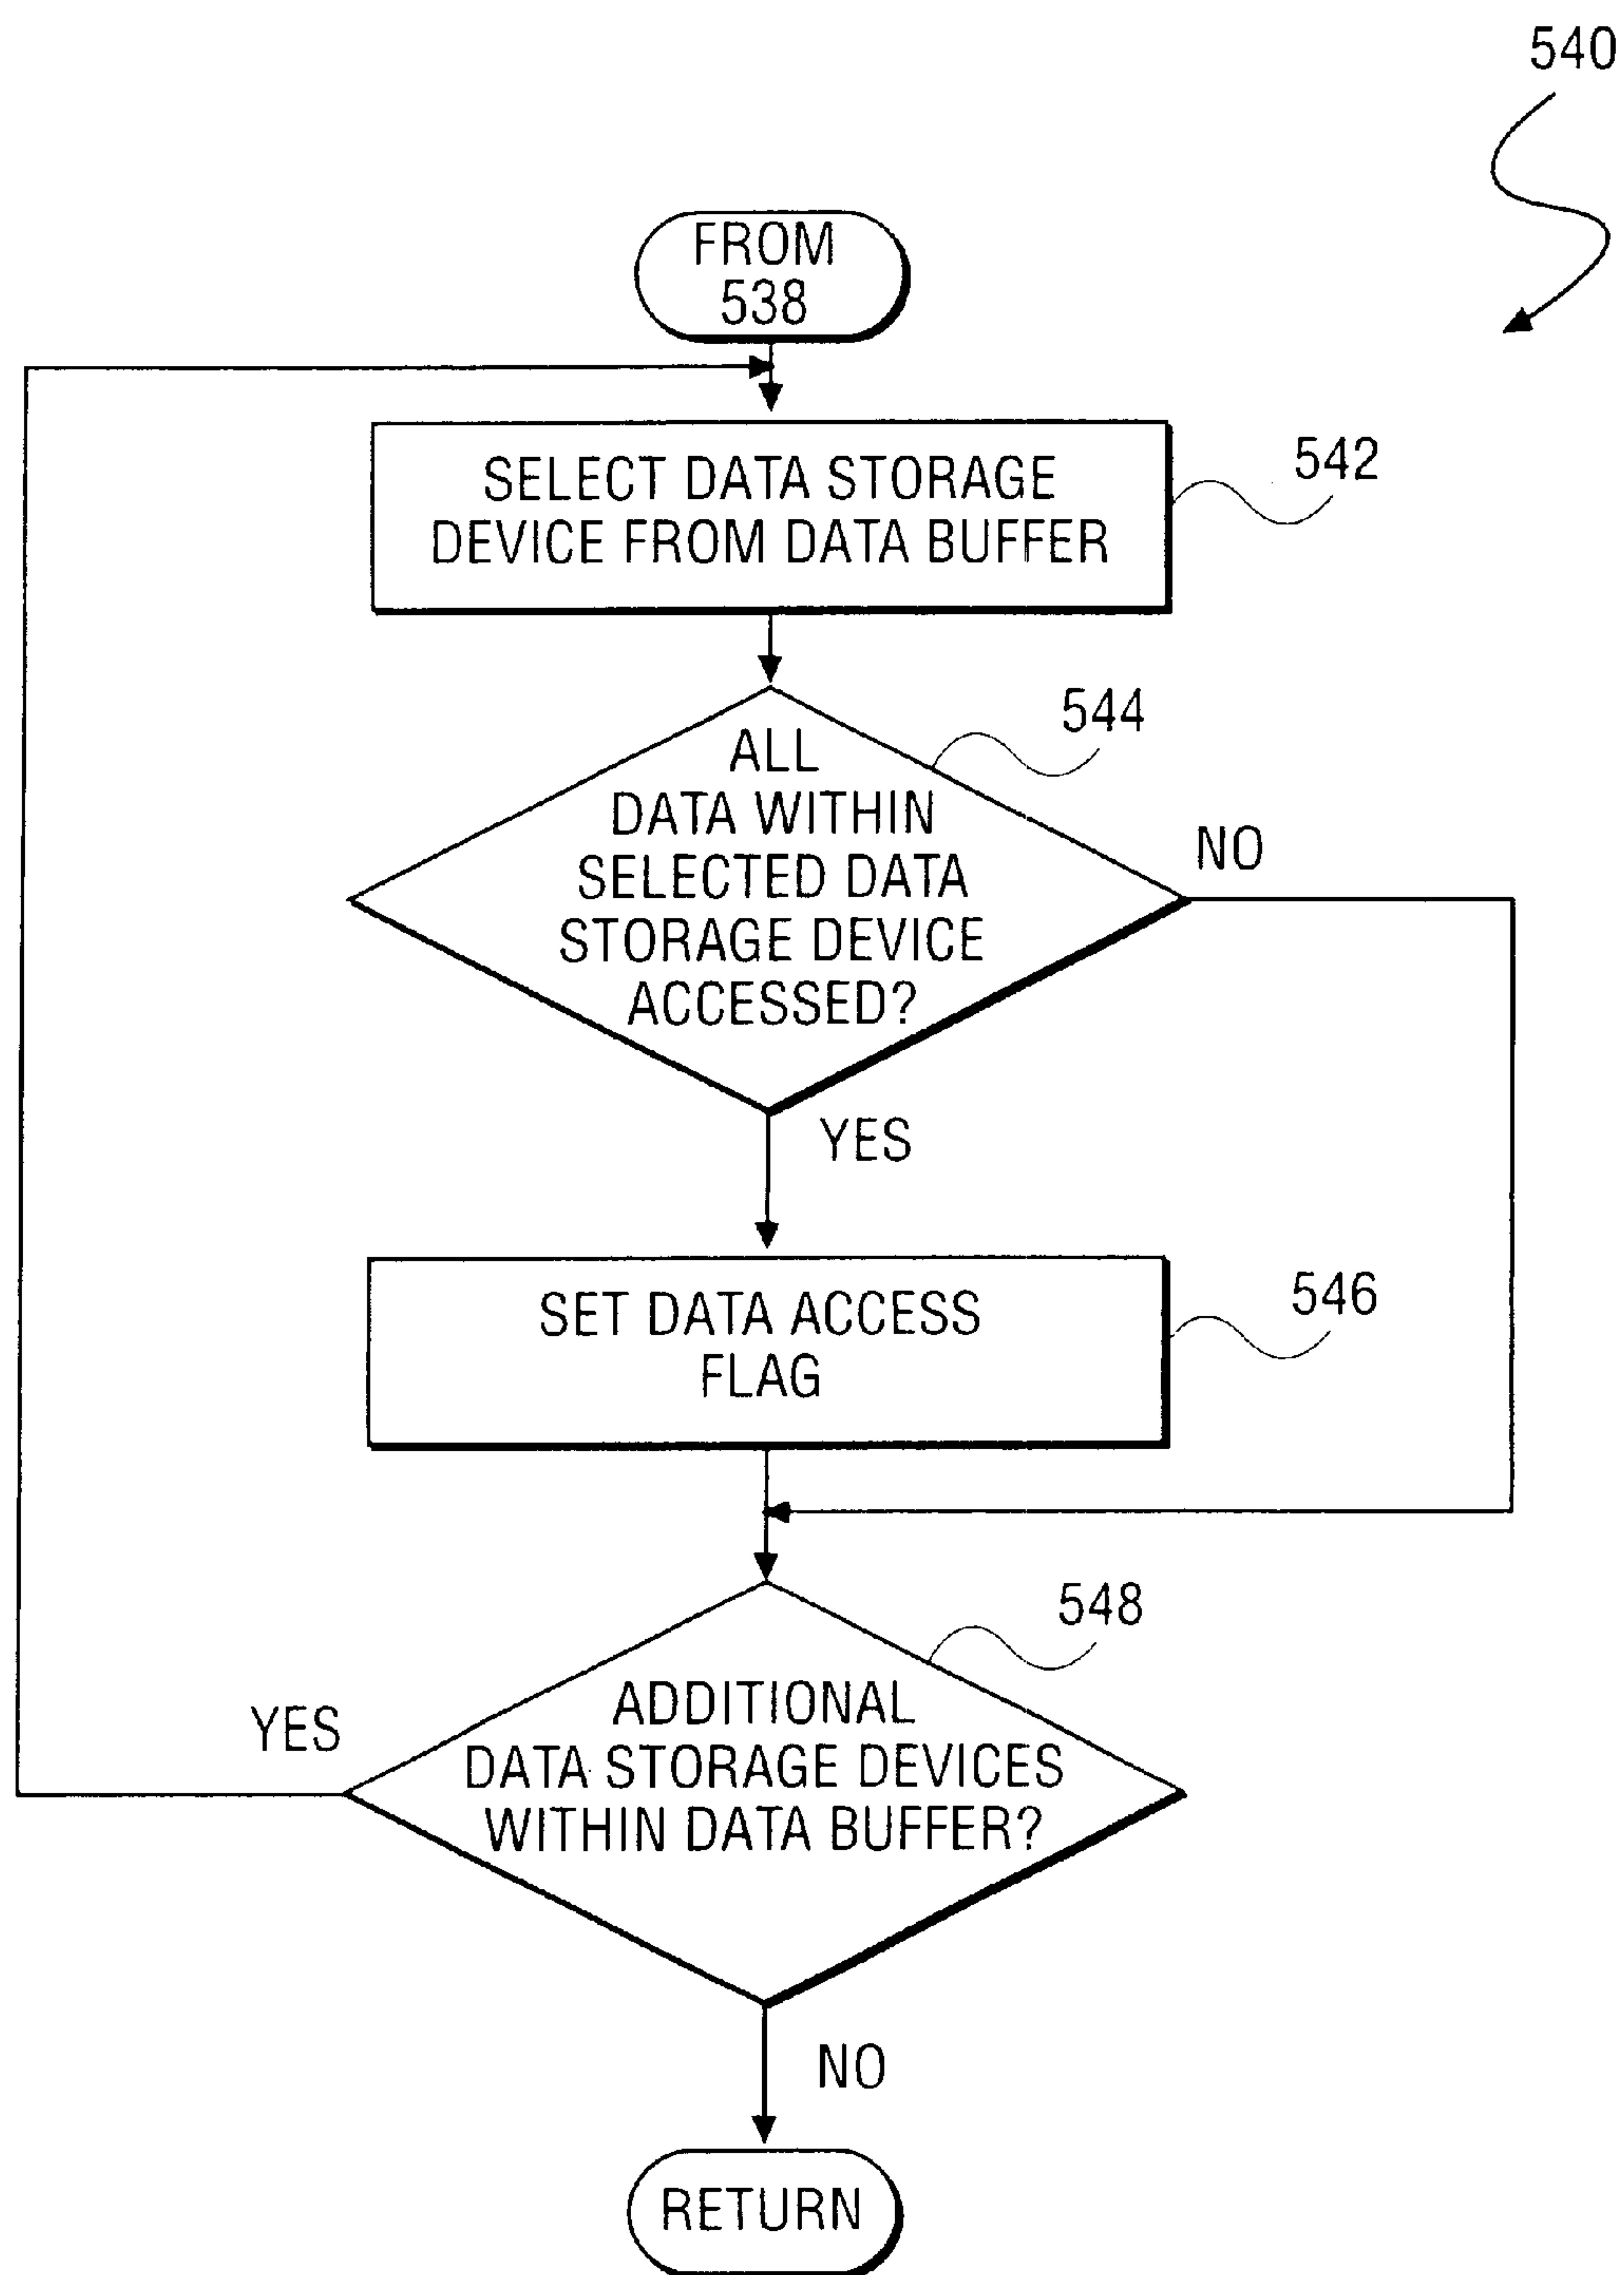 540
FROM
538
SELECT DATA STORAGE
DEVICE FROM DATA BUFFER
542
544
ALL
DATA WITHIN
SELECTED DATA
STORAGE DEVICE
ACCESSED?
NO
YES
SET DATA ACCESS
FLAG
546
548
ADDITIONAL
DATA STORAGE DEVICES
WITHIN DATA BUFFER?
YES
NO
RETURN